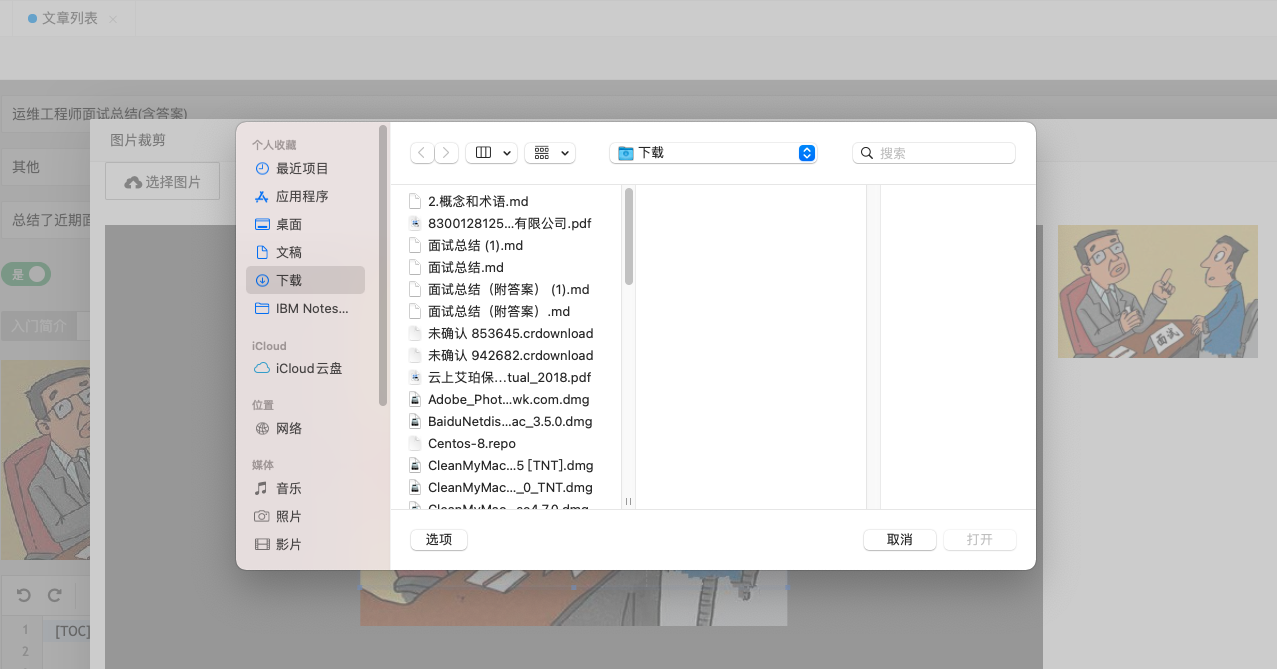 文章列表
运维工程师面试总结(含答案)
图片裁剪
其他
选择图片
总结了近期面
是
入门简介
个人收藏
最近项目
应用程序
桌面
文稿
下载
IBM Notes...
iCloud
iCloud云盘
位置
网络
媒体
音乐
照片
影片
下载
搜索
2.概念和术语.md
8300128125...有限公司.pdf
面试总结 (1).md
面试总结.md
面试总结（附答案） (1).md
面试总结（附答案）.md
未确认 853645.crdownload
未确认 942682.crdownload
云上艾珀保...tual_2018.pdf
Adobe_Phot...wk.com.dmg
BaiduNetdis...ac_3.5.0.dmg
Centos-8.repo
CleanMyMac...5 [TNT].dmg
CleanMyMac..._0_TNT.dmg
选项
取消
打开
面试
1
[TOC]
2